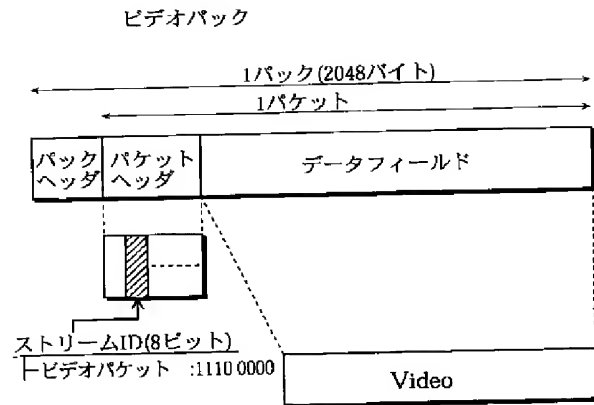 ビデオパック
1パック(2048バイト)
1パケット
パック
ヘッダ
パケット
ヘッダ
データフィールド
ストリームID(8ビット)
ビデオパケット :1110 0000
Video